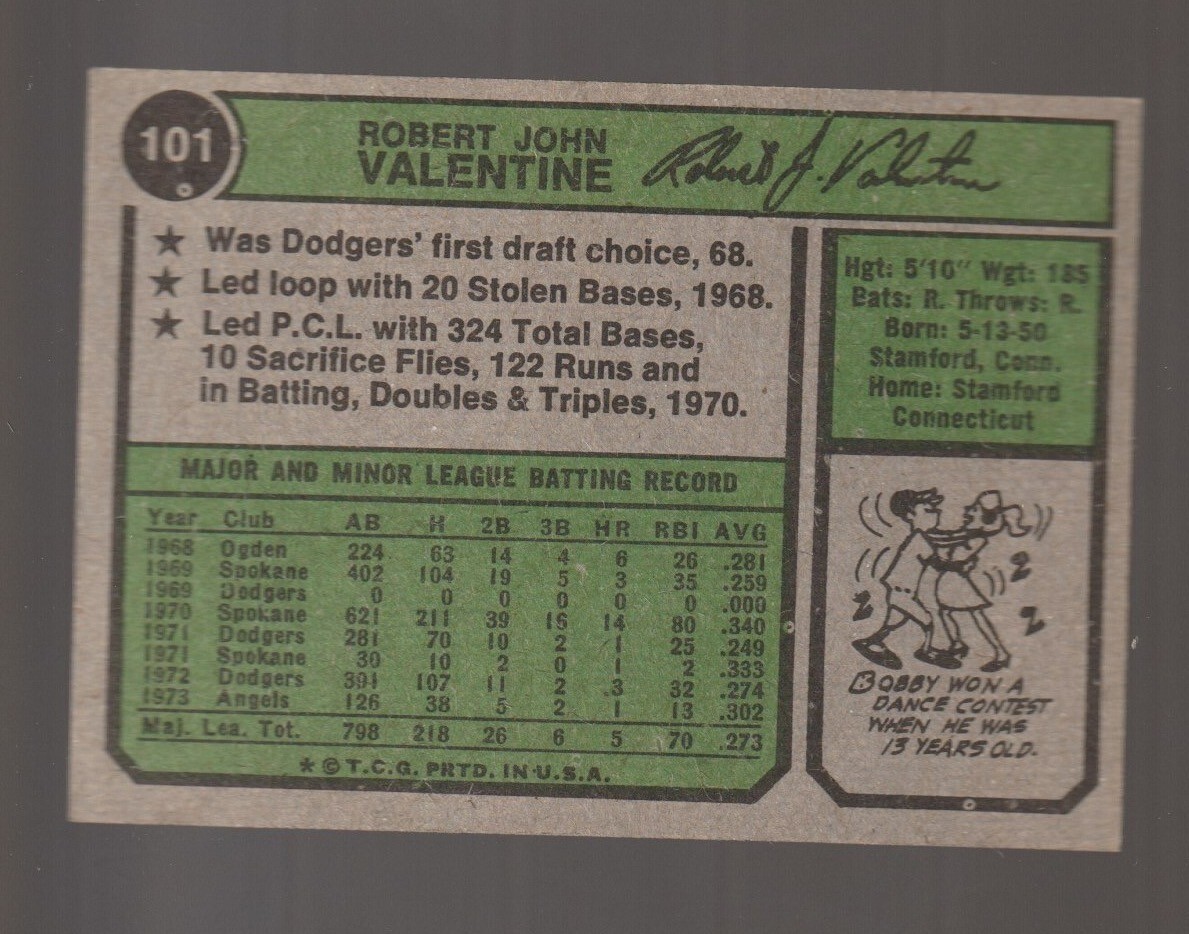 101
ROBERT JOHN
VALENTINE
Robert J. Valentine
★ Was Dodgers' first draft choice, 68.
★ Led loop with 20 Stolen Bases, 1968.
★ Led P.C.L. with 324 Total Bases,
10 Sacrifice Flies, 122 Runs and
in Batting, Doubles & Triples, 1970.
Hgt: 5'10" Wgt: 185
Bats: R. Throws: R.
Born: 5-13-50
Stamford, Conn.
Home: Stamford
Connecticut
MAJOR AND MINOR LEAGUE BATTING RECORD
Year Club AB H 2B 3B HR RBI AVG
1968 Ogden 224 63 14 4 6 26 .281
1969 Spokane 402 104 19 5 3 35 .259
1969 Dodgers 0 0 0 0 0 0 .000
1970 Spokane 621 211 39 16 14 80 .340
1971 Dodgers 281 70 10 2 1 25 .249
1971 Spokane 30 10 2 0 1 2 .333
1972 Dodgers 391 107 11 2 3 32 .274
1973 Angels 126 38 5 2 1 13 .302
Maj. Lea. Tot. 798 218 26 6 5 70 .273
* © T.C.G. PRTD. IN U.S.A.
BOBBY WON A
DANCE CONTEST
WHEN HE WAS
13 YEARS OLD.